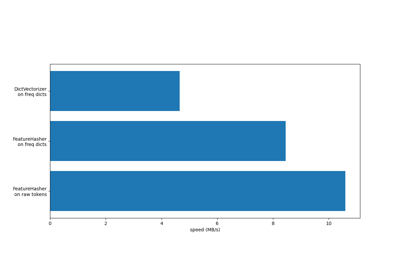 DictVectorizer
on freq dicts
FeatureHasher
on freq dicts
FeatureHasher
on raw tokens
0 2 4 6 8 10
speed (MB/s)